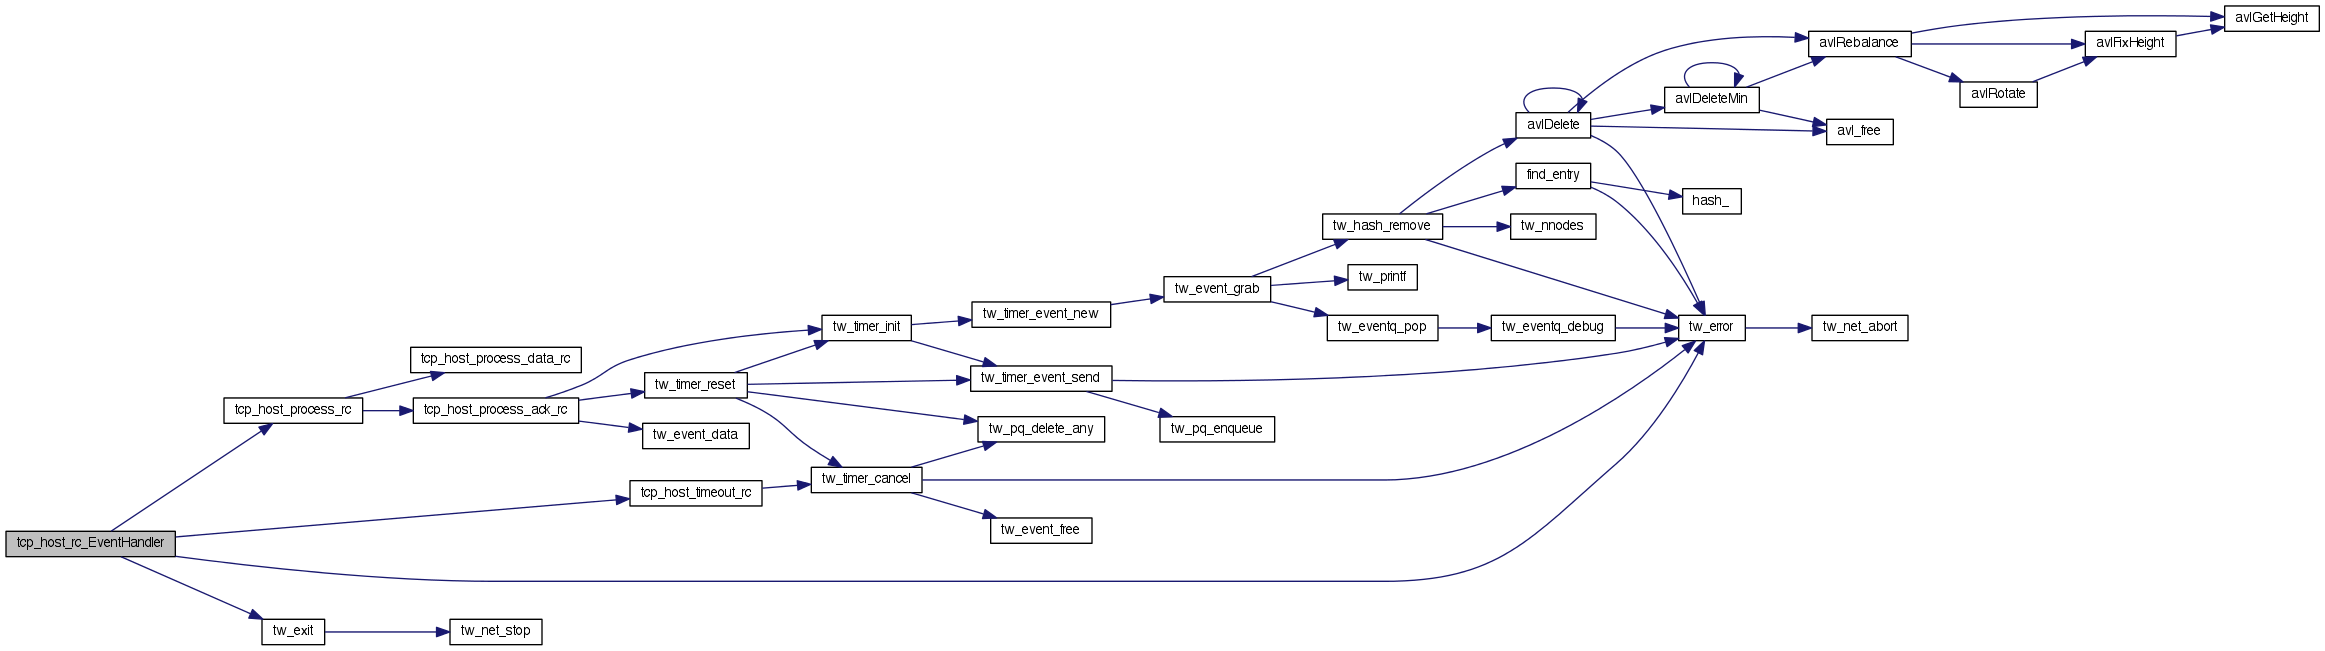 avlGetHeight
avlRebalance
avlFixHeight
avlDeleteMin
avlRotate
avlDelete
avl_free
find_entry
hash_
tw_hash_remove
tw_nnodes
tw_printf
tw_event_grab
tw_timer_event_new
tw_timer_init
tw_eventq_pop
tw_eventq_debug
tw_error
tw_net_abort
tcp_host_process_data_rc
tw_timer_reset
tw_timer_event_send
tcp_host_process_rc
tcp_host_process_ack_rc
tw_event_data
tw_pq_delete_any
tw_pq_enqueue
tw_timer_cancel
tcp_host_timeout_rc
tw_event_free
tcp_host_rc_EventHandler
tw_exit
tw_net_stop